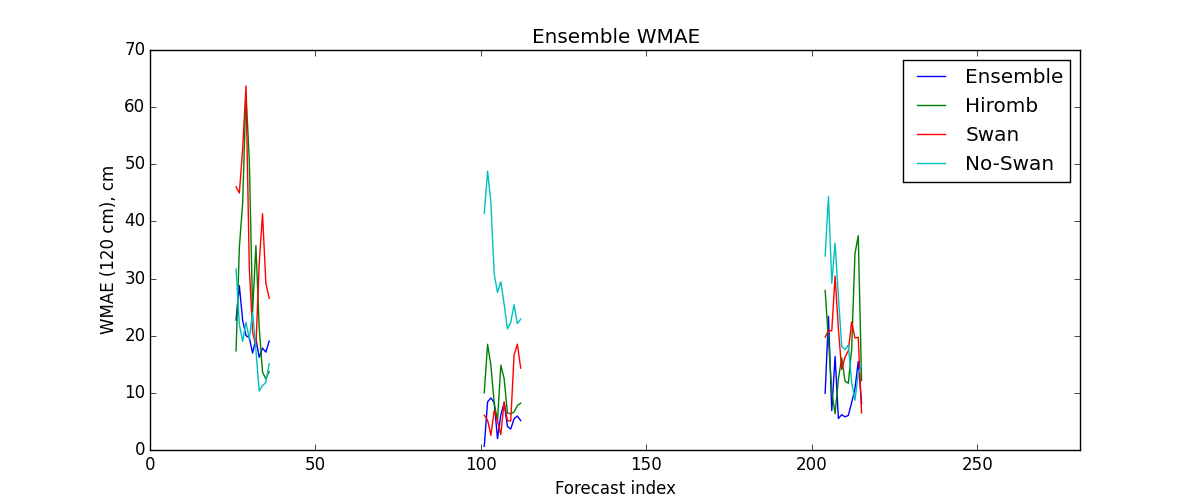 Ensemble WMAE
70
60
50
40
30
20
10
0
WMAE (120 cm), cm
Ensemble
Hiromb
Swan
No-Swan
0 50 100 150 200 250
Forecast index